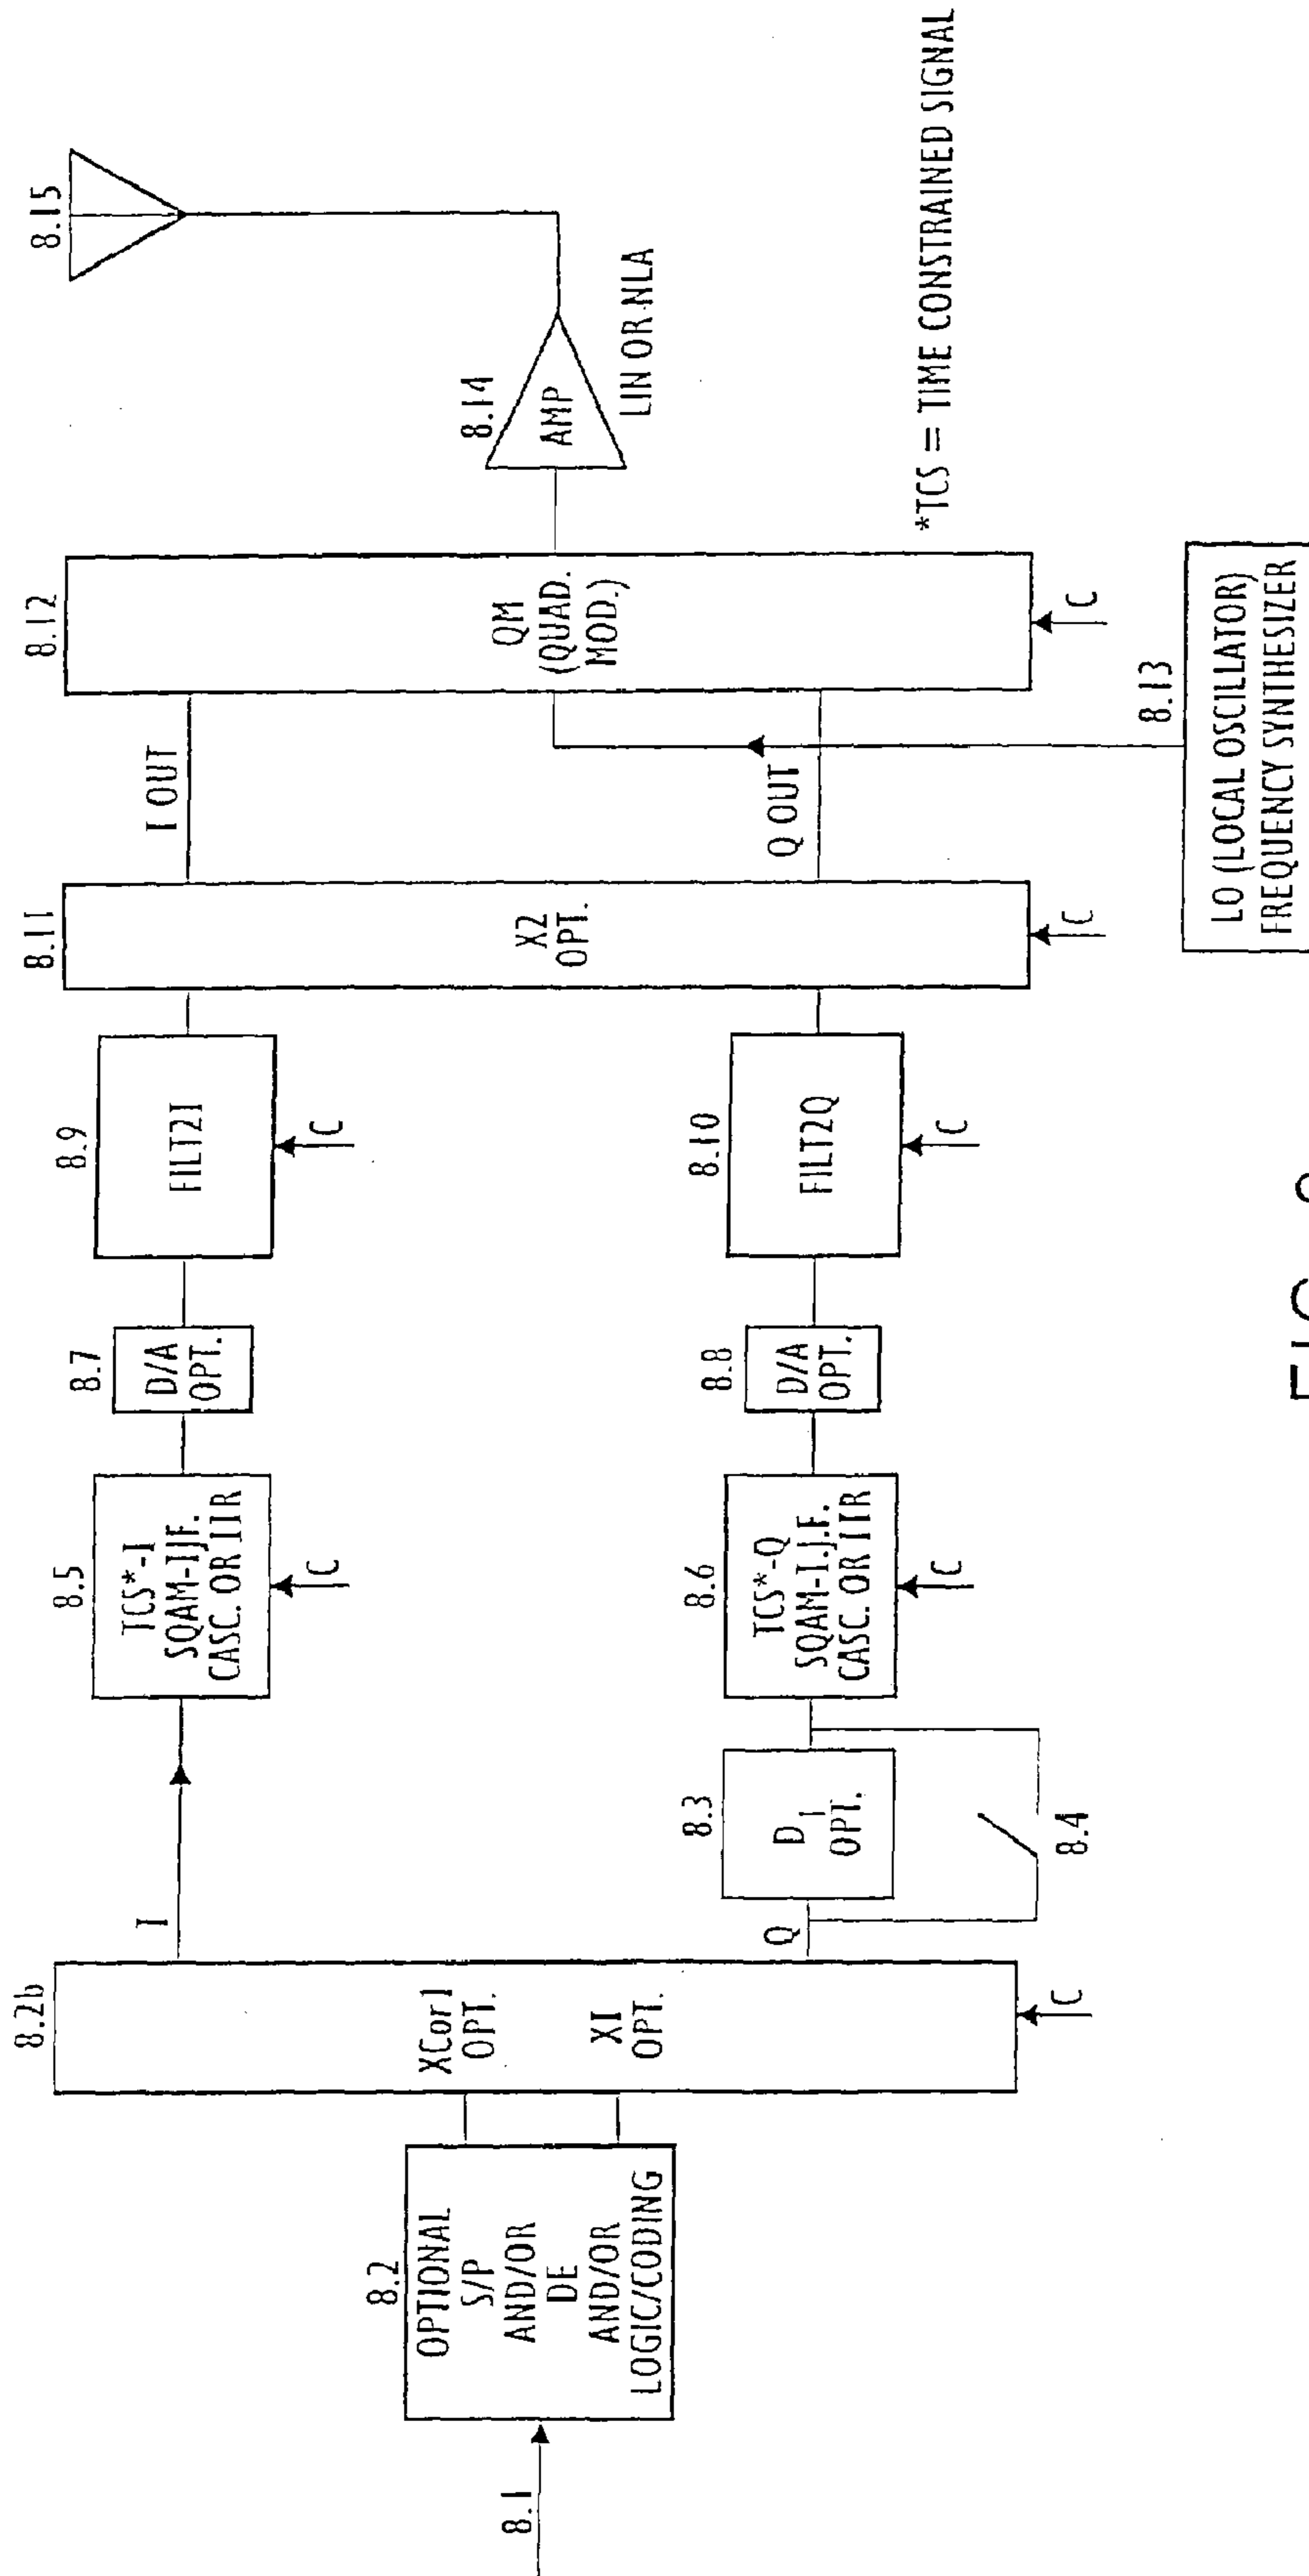 8.1
8.2
OPTIONAL
S/P
AND/OR
DE
AND/OR
LOGIC/CODING
8.2b
XCor1
OPT.
XI
OPT.
C
I
Q
8.3
D1
OPT.
8.4
8.5
TCS*-I
SQAM-IJF.
CASC. OR IIR
C
8.6
TCS*-Q
SQAM-I.J.F.
CASC. OR IIR
C
8.7
D/A
OPT.
8.8
D/A
OPT.
8.9
FILT2I
C
8.10
FILT2Q
C
8.11
X2
OPT.
C
I OUT
Q OUT
8.12
QM
(QUAD.
MOD.)
C
8.13
LO (LOCAL OSCILLATOR)
FREQUENCY SYNTHESIZER
8.14
AMP
LIN OR NLA
8.15
*TCS = TIME CONSTRAINED SIGNAL